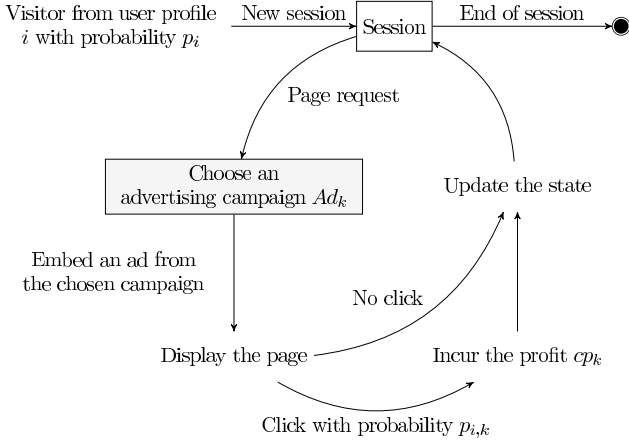 Visitor from user profile
i with probability p_i
New session
Session
End of session
Page request
Choose an
advertising campaign Ad_k
Update the state
Embed an ad from
the chosen campaign
No click
Display the page
Incur the profit cp_k
Click with probability p_{i,k}